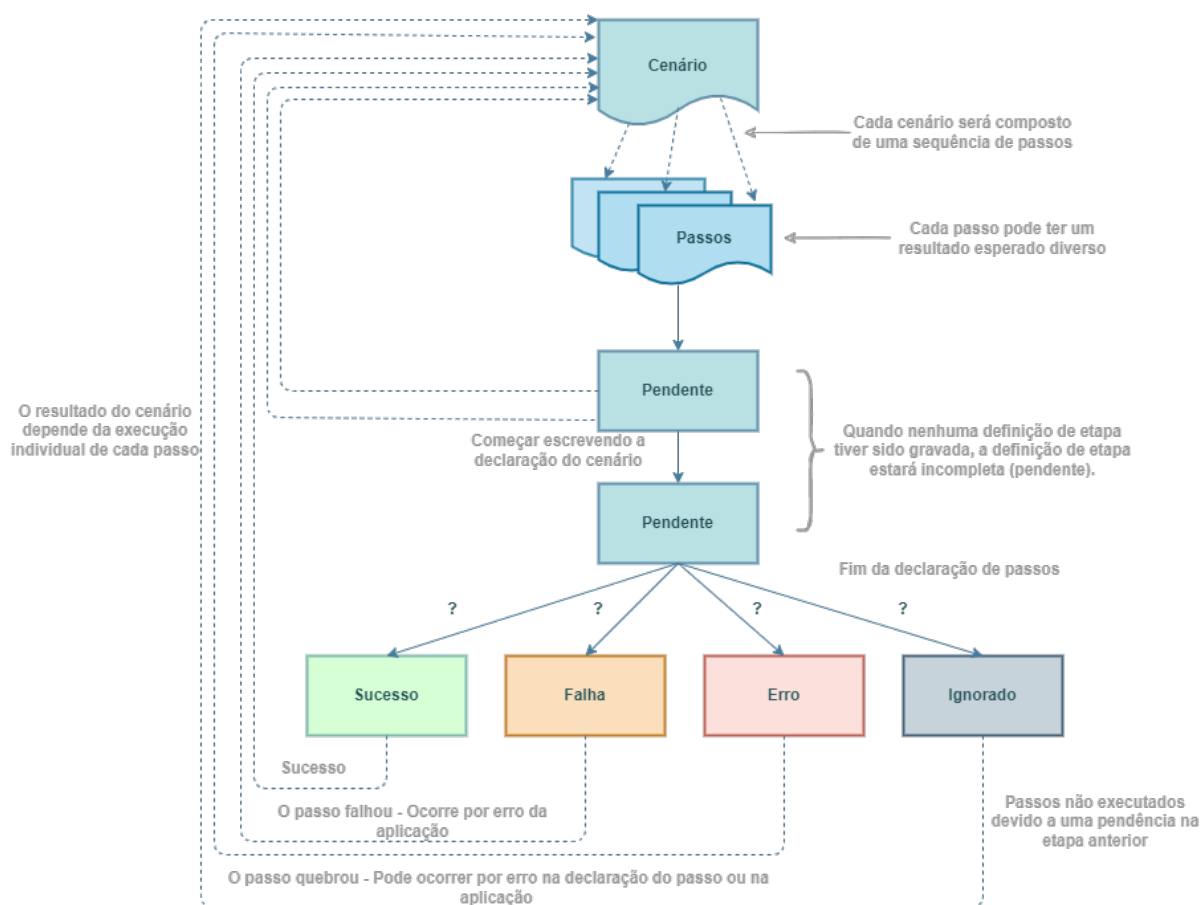 Cenário
Cada cenário será composto
de uma sequência de passos
Passos
Cada passo pode ter um
resultado esperado diverso
Pendente
O resultado do cenário
depende da execução
individual de cada passo
Começar escrevendo a
declaração do cenário
Quando nenhuma definição de etapa
tiver sido gravada, a definição de etapa
estará incompleta (pendente).
Pendente
Fim da declaração de passos
?
?
?
?
Sucesso
Falha
Erro
Ignorado
Sucesso
O passo falhou - Ocorre por erro da
aplicação
Passos não executados
devido a uma pendência na
etapa anterior
O passo quebrou - Pode ocorrer por erro na declaração do passo ou na
aplicação